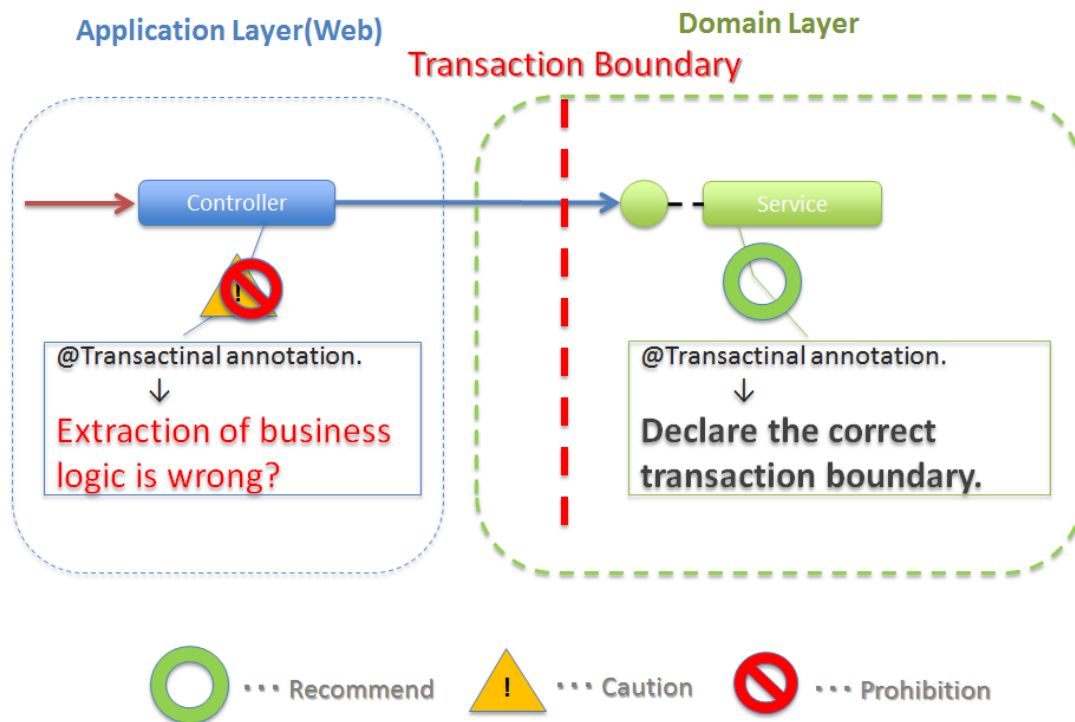 Application Layer(Web)
Domain Layer
Transaction Boundary
Controller
Service
!
@Transactinal annotation.
↓
Extraction of business
logic is wrong?
@Transactinal annotation.
↓
Declare the correct
transaction boundary.
··· Recommend
!
··· Caution
··· Prohibition